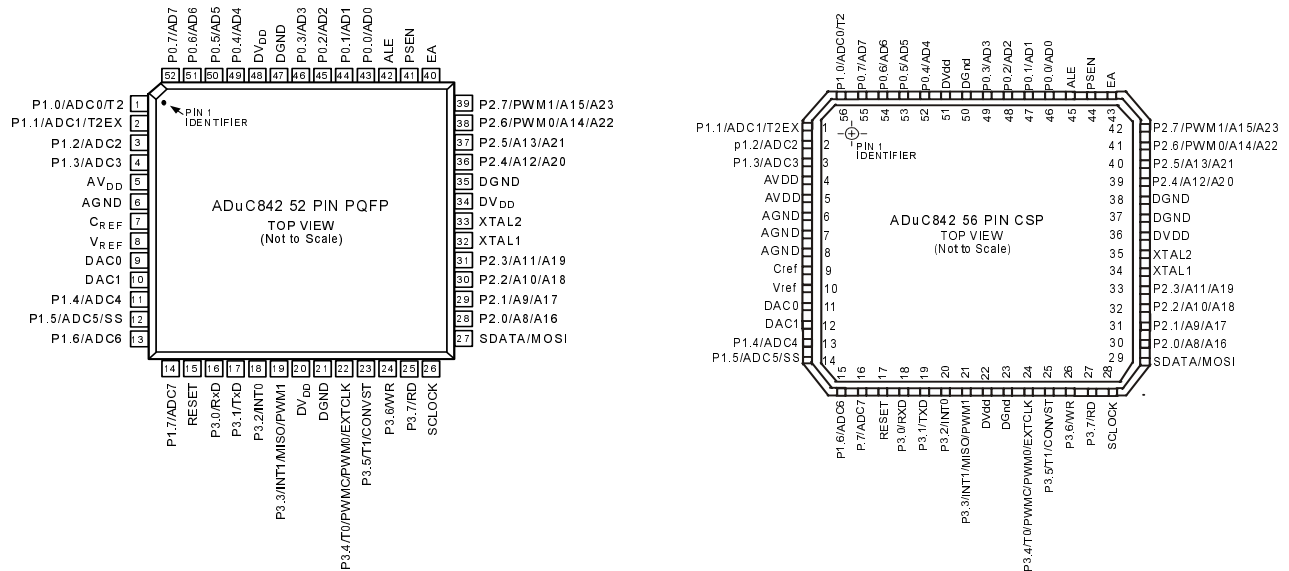 P0.7/AD7
P0.6/AD6
P0.5/AD5
P0.4/AD4
DVDD
DGND
P0.3/AD3
P0.2/AD2
P0.1/AD1
P0.0/AD0
ALE
PSEN
EA
52 51 50 49 48 47 46 45 44 43 42 41 40
P1.0/ADC0/T2 1
P1.1/ADC1/T2EX 2
P1.2/ADC2 3
P1.3/ADC3 4
AVDD 5
AGND 6
CREF 7
VREF 8
DAC0 9
DAC1 10
P1.4/ADC4 11
P1.5/ADC5/SS 12
P1.6/ADC6 13
PIN 1
IDENTIFIER
ADuC842 52 PIN PQFP
TOP VIEW
(Not to Scale)
39 P2.7/PWM1/A15/A23
38 P2.6/PWM0/A14/A22
37 P2.5/A13/A21
36 P2.4/A12/A20
35 DGND
34 DVDD
33 XTAL2
32 XTAL1
31 P2.3/A11/A19
30 P2.2/A10/A18
29 P2.1/A9/A17
28 P2.0/A8/A16
27 SDATA/MOSI
14 15 16 17 18 19 20 21 22 23 24 25 26
P1.7/ADC7
RESET
P3.0/RxD
P3.1/TxD
P3.2/INT0
P3.3/INT1/MISO/PWM1
DVDD
DGND
P3.4/T0/PWMC/PWM0/EXTCLK
P3.5/T1/CONVST
P3.6/WR
P3.7/RD
SCLOCK
P1.0/ADC0/T2
P0.7/AD7
P0.6/AD6
P0.5/AD5
P0.4/AD4
DVdd
DGnd
P0.3/AD3
P0.2/AD2
P0.1/AD1
P0.0/AD0
ALE
PSEN
EA
56 55 54 53 52 51 50 49 48 47 46 45 44 43
P1.1/ADC1/T2EX 1
p1.2/ADC2 2
P1.3/ADC3 3
AVDD 4
AVDD 5
AGND 6
AGND 7
AGND 8
Cref 9
Vref 10
DAC0 11
DAC1 12
P1.4/ADC4 13
P1.5/ADC5/SS 14
PIN 1
IDENTIFIER
ADuC842 56 PIN CSP
TOP VIEW
(Not to Scale)
42 P2.7/PWM1/A15/A23
41 P2.6/PWM0/A14/A22
40 P2.5/A13/A21
39 P2.4/A12/A20
38 DGND
37 DGND
36 DVDD
35 XTAL2
34 XTAL1
33 P2.3/A11/A19
32 P2.2/A10/A18
31 P2.1/A9/A17
30 P2.0/A8/A16
29 SDATA/MOSI
15 16 17 18 19 20 21 22 23 24 25 26 27 28
P1.6/ADC6
P.7/ADC7
RESET
P3.0/RXD
P3.1/TXD
P3.2/INT0
P3.3/INT1/MISO/PWM1
DVdd
DGnd
P3.4/T0/PWMC/PWM0/EXTCLK
P3.5/T1/CONVST
P3.6/WR
P3.7/RD
SCLOCK